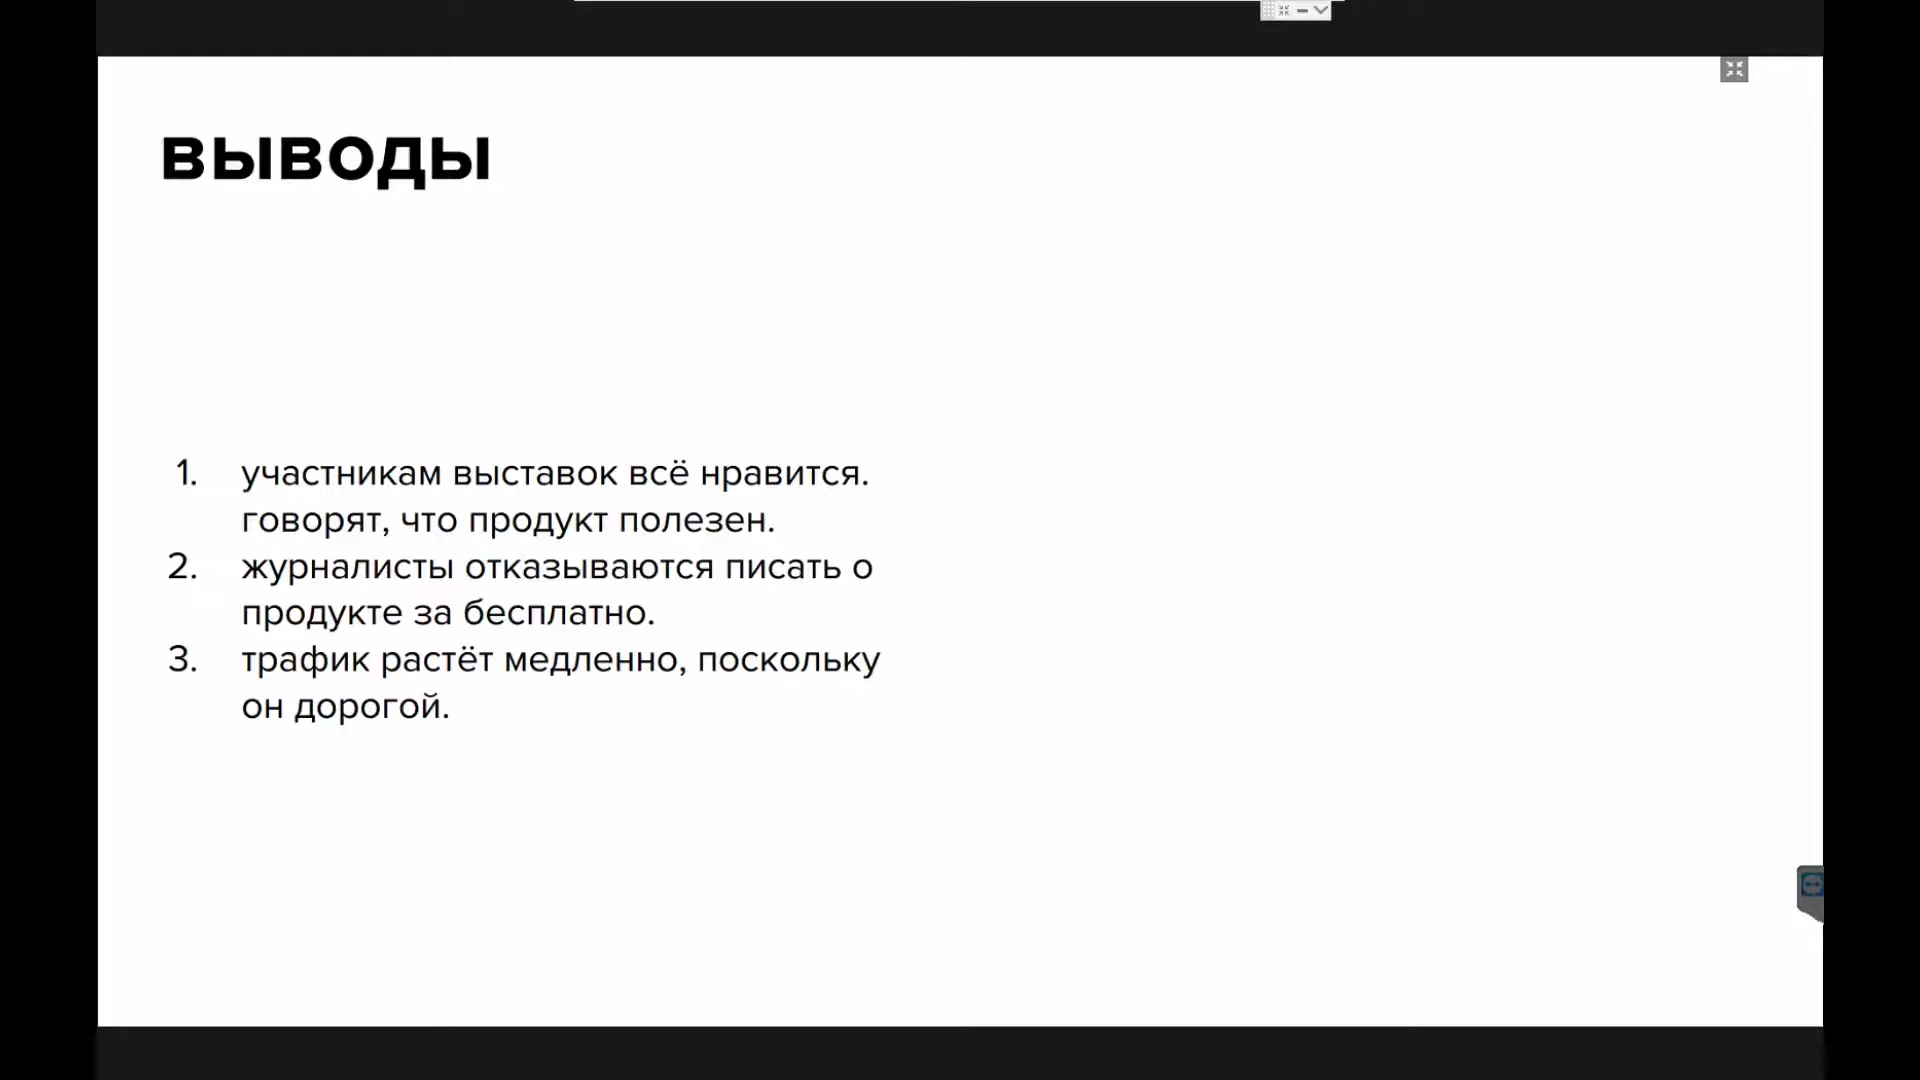 выводы
1. участникам выставок всё нравится.
говорят, что продукт полезен.
2. журналисты отказываются писать о
продукте за бесплатно.
3. трафик растёт медленно, поскольку
он дорогой.